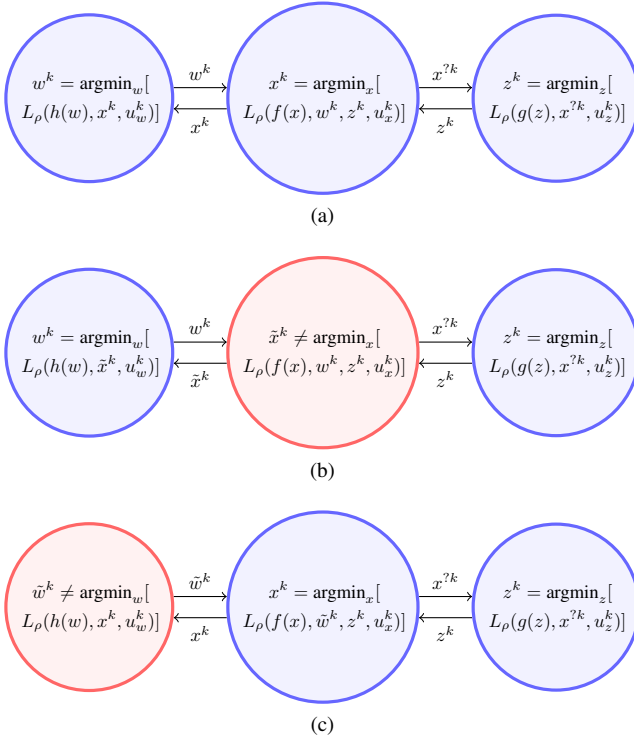 w^k = argmin_w[
L_ρ(h(w), x^k, u_w^k)]
w^k
x^k
x^k = argmin_x[
L_ρ(f(x), w^k, z^k, u_x^k)]
x^{?k}
z^k
z^k = argmin_z[
L_ρ(g(z), x^{?k}, u_z^k)]
(a)
w^k = argmin_w[
L_ρ(h(w), x̃^k, u_w^k)]
w^k
x̃^k
x̃^k ≠ argmin_x[
L_ρ(f(x), w^k, z^k, u_x^k)]
x^{?k}
z^k
z^k = argmin_z[
L_ρ(g(z), x^{?k}, u_z^k)]
(b)
w̃^k ≠ argmin_w[
L_ρ(h(w), x^k, u_w^k)]
w̃^k
x^k
x^k = argmin_x[
L_ρ(f(x), w̃^k, z^k, u_x^k)]
x^{?k}
z^k
z^k = argmin_z[
L_ρ(g(z), x^{?k}, u_z^k)]
(c)